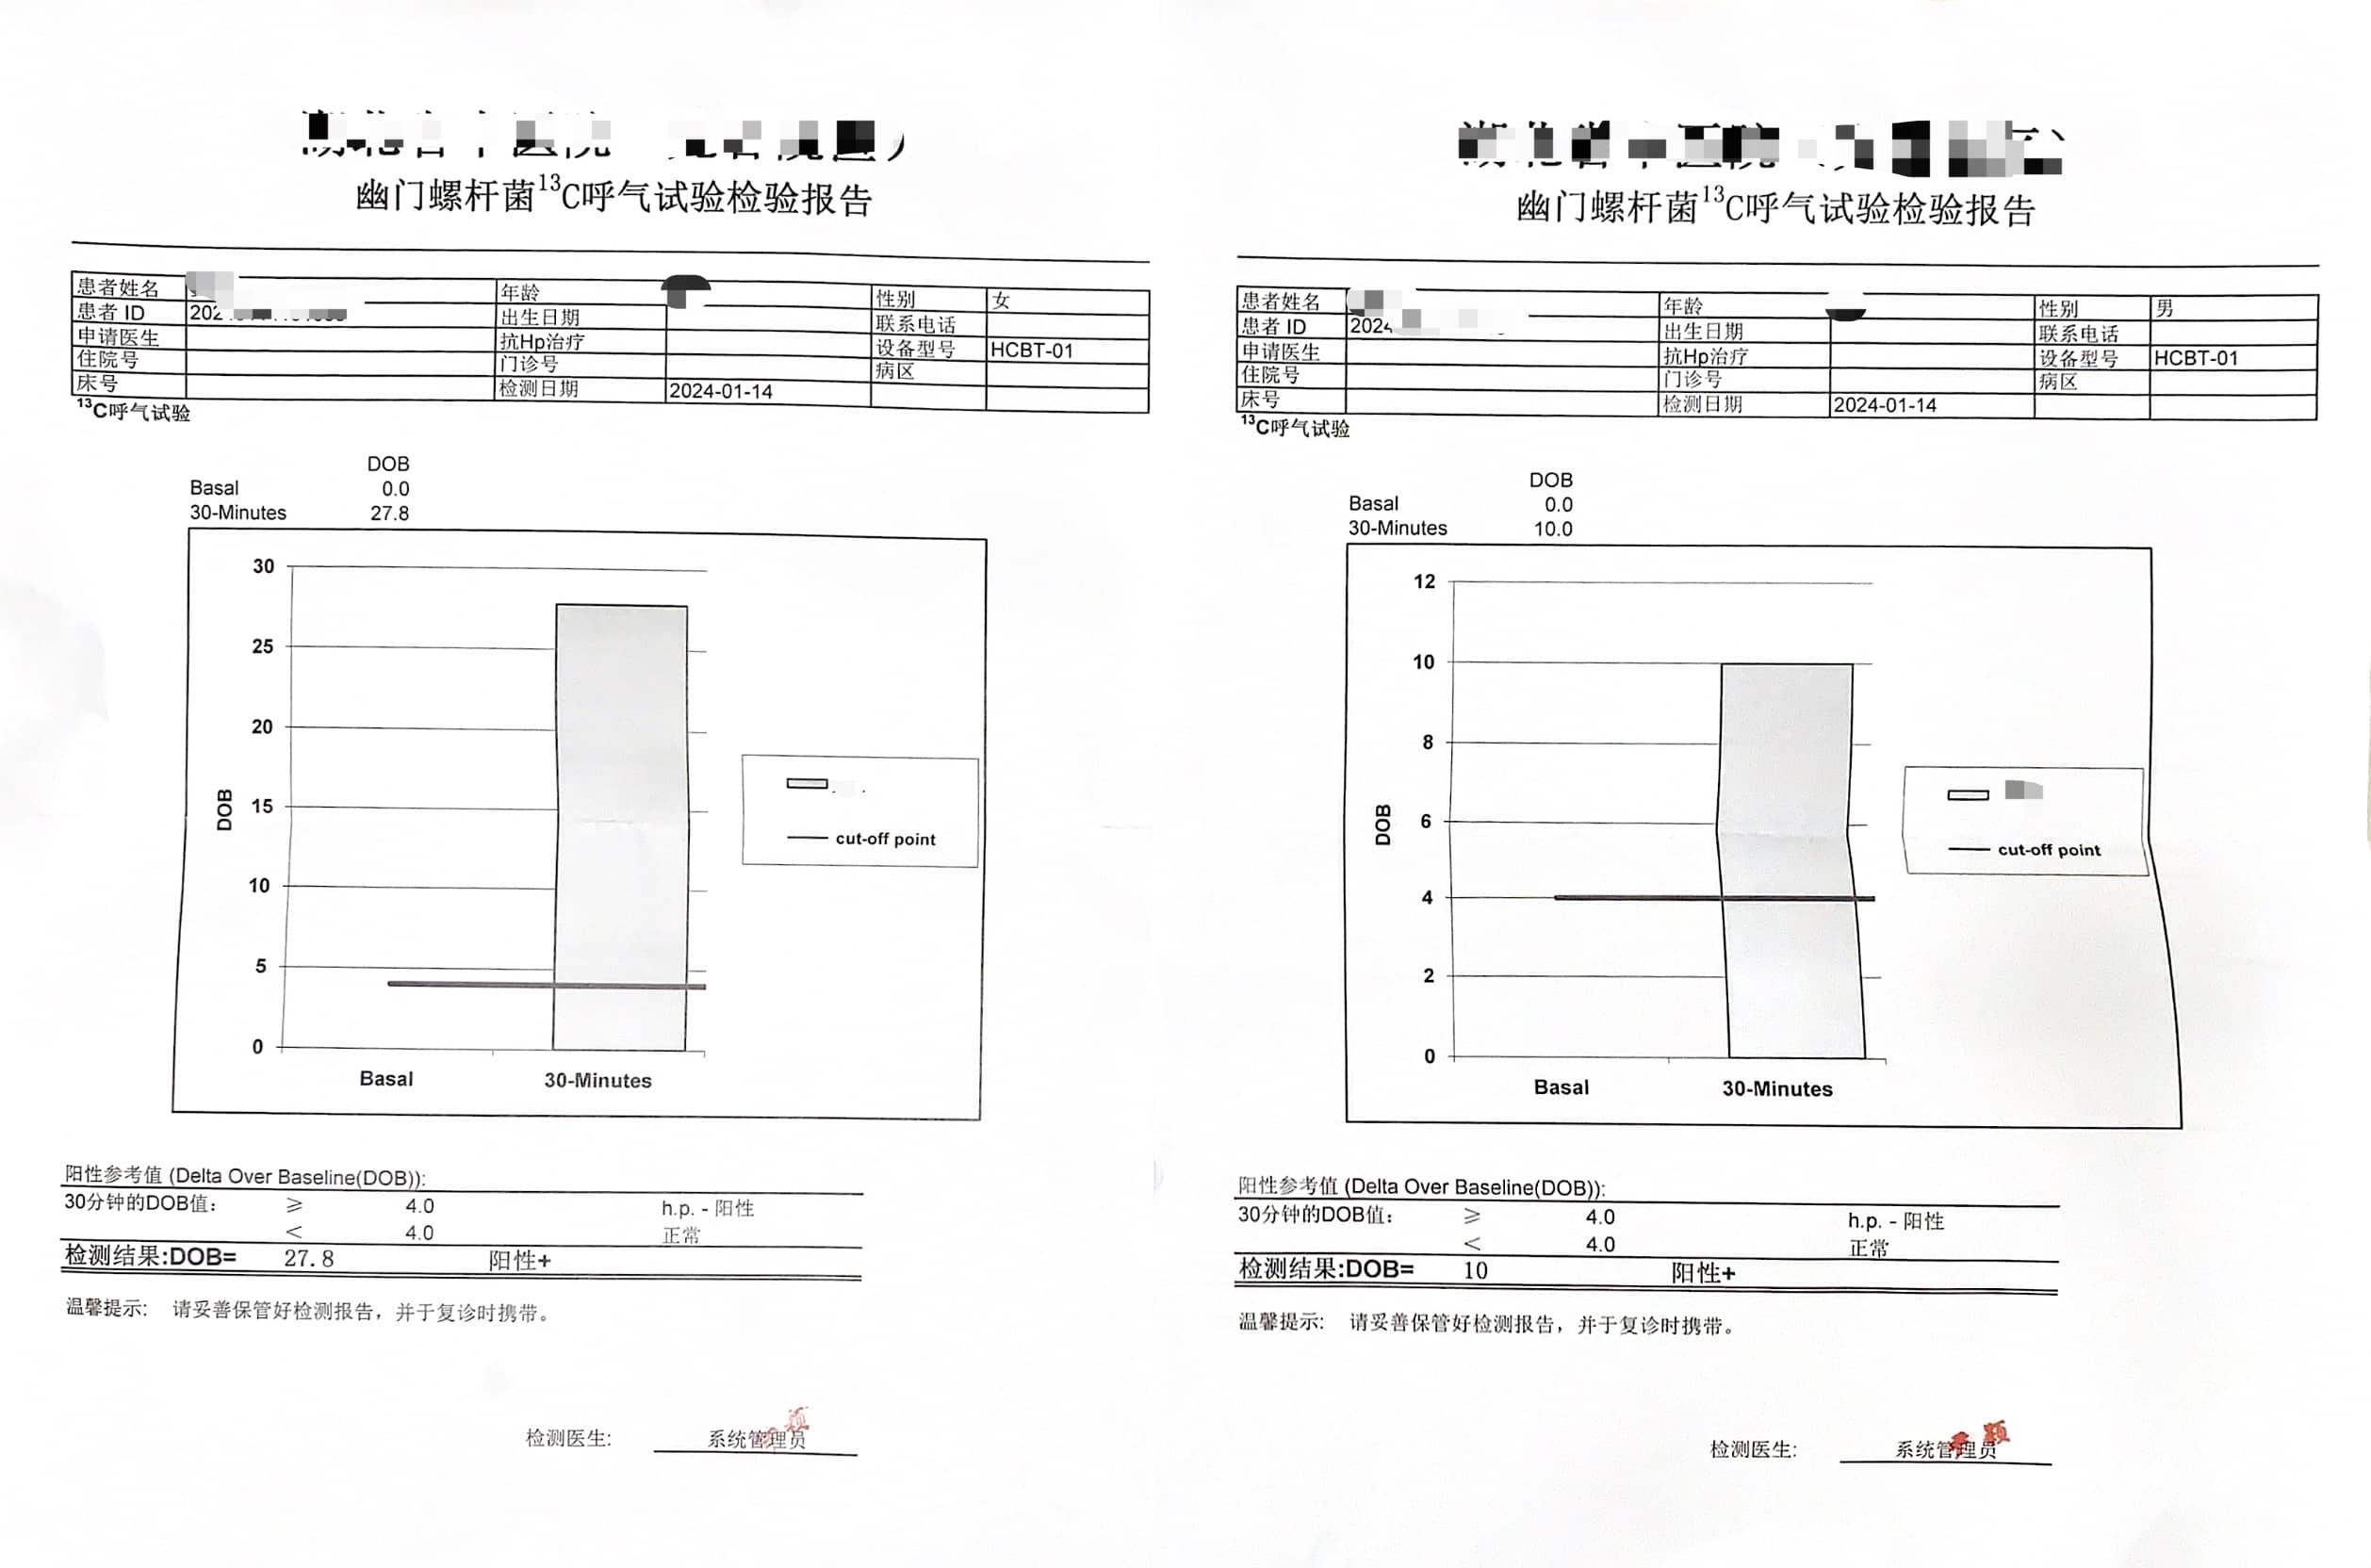 幽门螺杆菌13C呼气试验检验报告
患者姓名 年龄 性别 女
患者 ID 202 出生日期 联系电话
申请医生 抗Hp治疗 设备型号 HCBT-01
住院号 门诊号 病区
床号 检测日期 2024-01-14
13C呼气试验
DOB
Basal 0.0
30-Minutes 27.8
30
25
20
15
10
5
0
DOB
Basal 30-Minutes
cut-off point
阳性参考值 (Delta Over Baseline(DOB)):
30分钟的DOB值: ≥ 4.0 h.p. - 阳性
< 4.0 正常
检测结果:DOB= 27.8 阳性+
温馨提示: 请妥善保管好检测报告，并于复诊时携带。
检测医生: 系统管理员
幽门螺杆菌13C呼气试验检验报告
患者姓名 年龄 性别 男
患者 ID 2024 出生日期 联系电话
申请医生 抗Hp治疗 设备型号 HCBT-01
住院号 门诊号 病区
床号 检测日期 2024-01-14
13C呼气试验
DOB
Basal 0.0
30-Minutes 10.0
12
10
8
6
4
2
0
DOB
Basal 30-Minutes
cut-off point
阳性参考值 (Delta Over Baseline(DOB)):
30分钟的DOB值: ≥ 4.0 h.p. - 阳性
< 4.0 正常
检测结果:DOB= 10 阳性+
温馨提示: 请妥善保管好检测报告，并于复诊时携带。
检测医生: 系统管理员